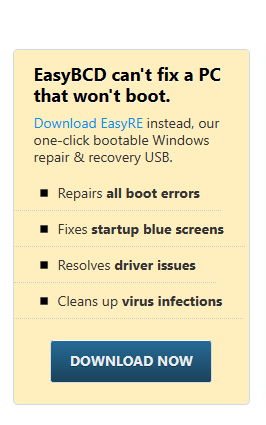 EasyBCD can't fix a PC
that won't boot.
Download EasyRE instead, our
one-click bootable Windows
repair & recovery USB.
Repairs all boot errors
Fixes startup blue screens
Resolves driver issues
Cleans up virus infections
DOWNLOAD NOW